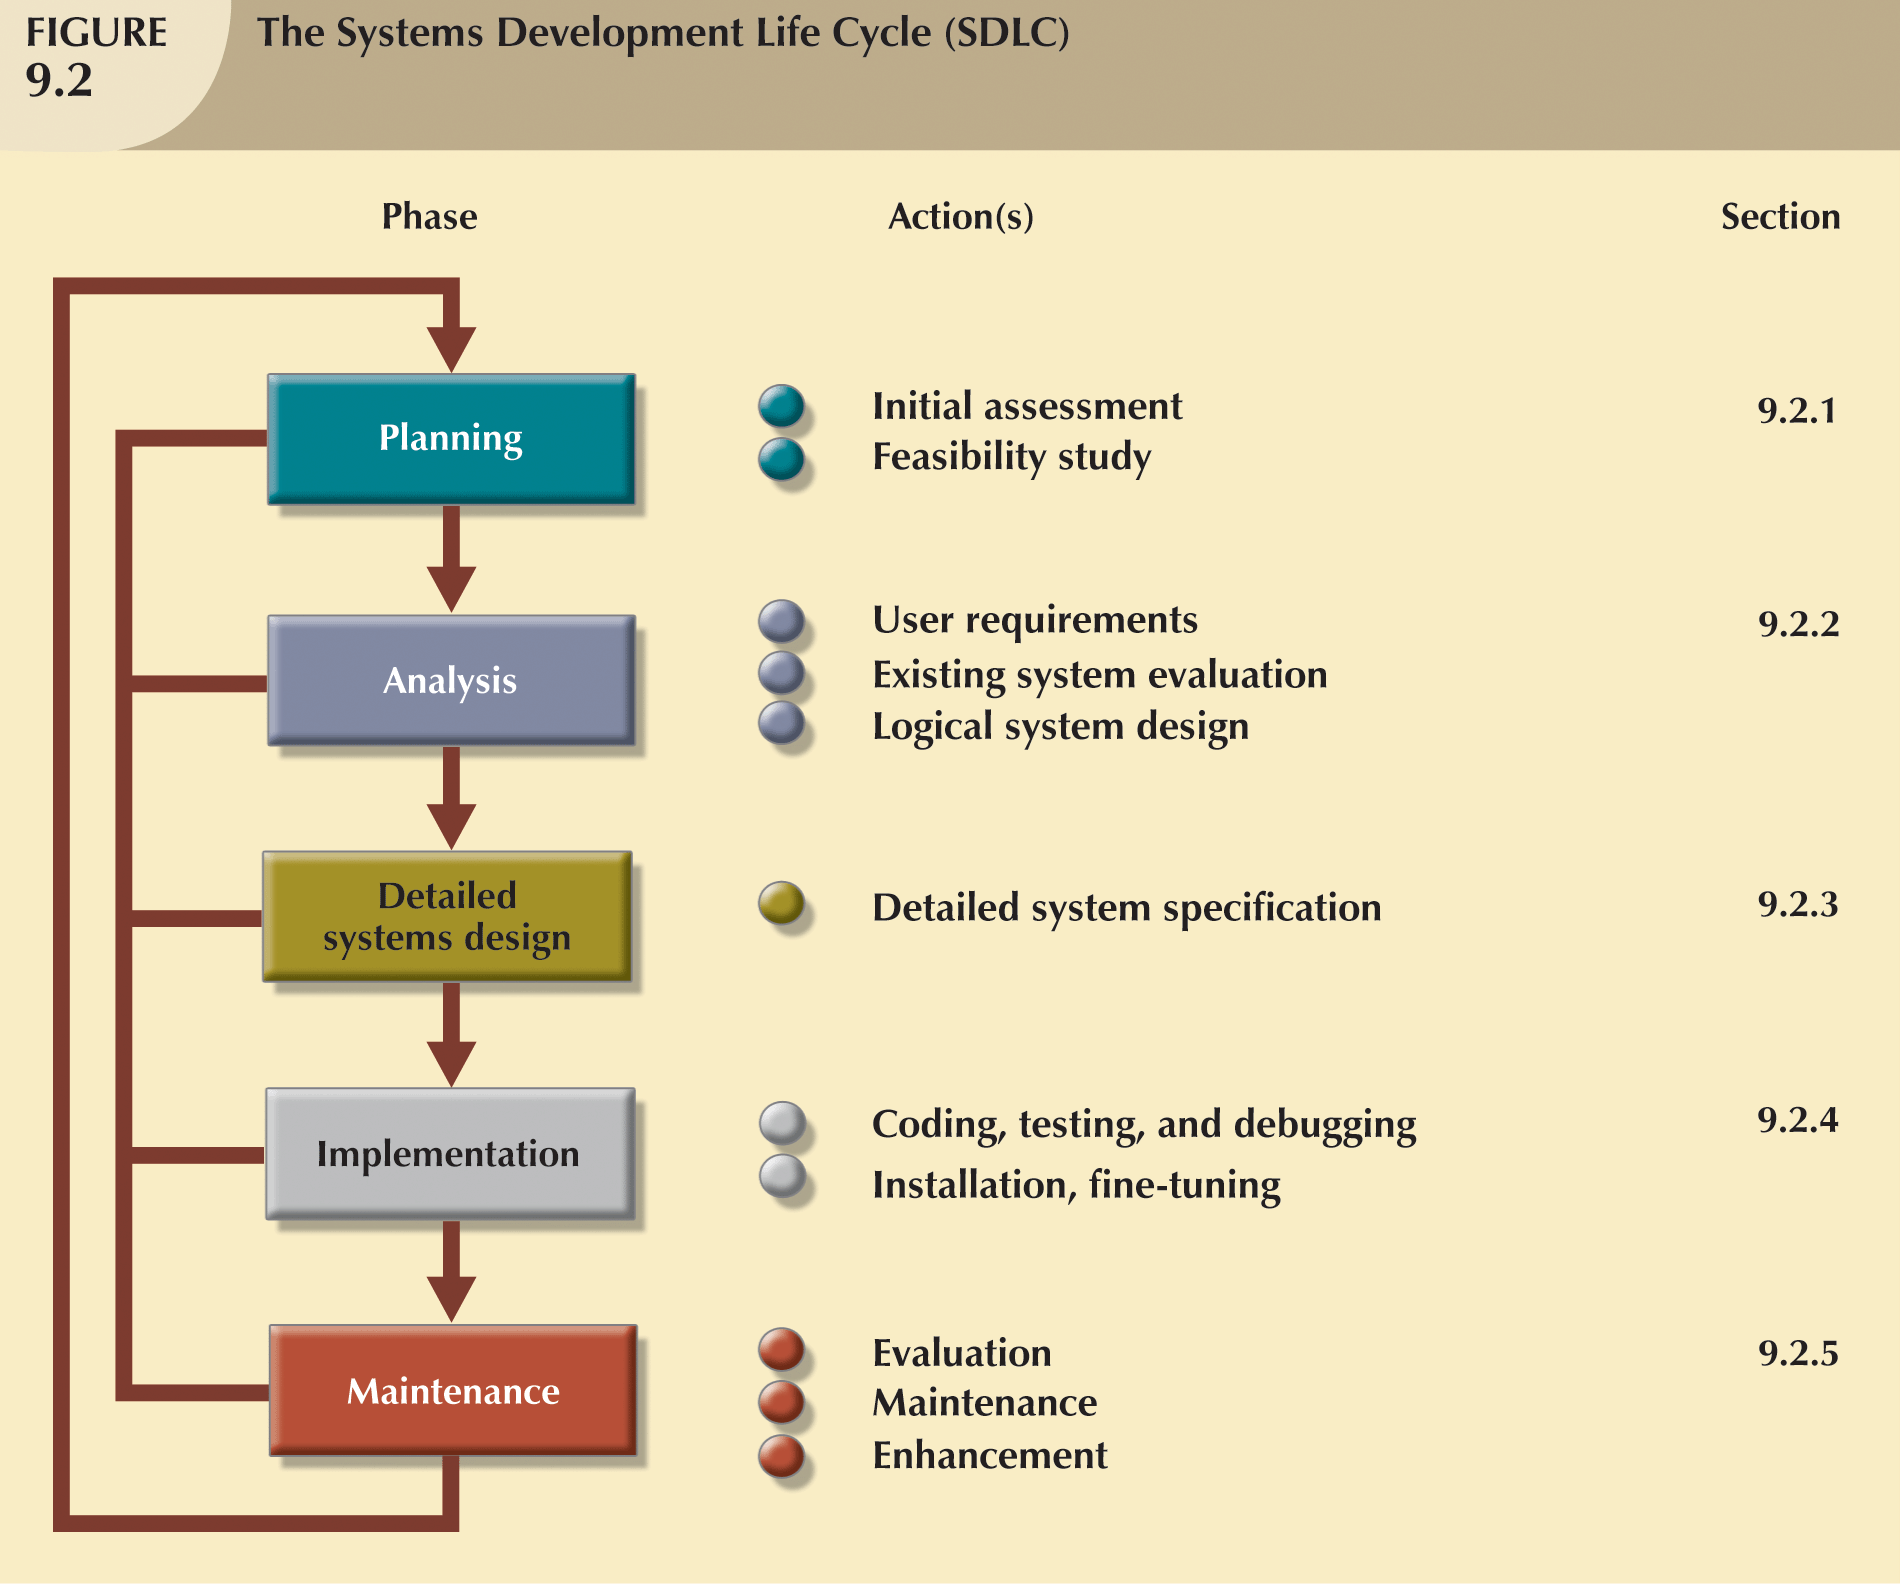 FIGURE
9.2
The Systems Development Life Cycle (SDLC)
Phase
Action(s)
Section
Planning
Initial assessment
9.2.1
Feasibility study
Analysis
User requirements
9.2.2
Existing system evaluation
Logical system design
Detailed
systems design
Detailed system specification
9.2.3
Implementation
Coding, testing, and debugging
9.2.4
Installation, fine-tuning
Maintenance
Evaluation
9.2.5
Maintenance
Enhancement